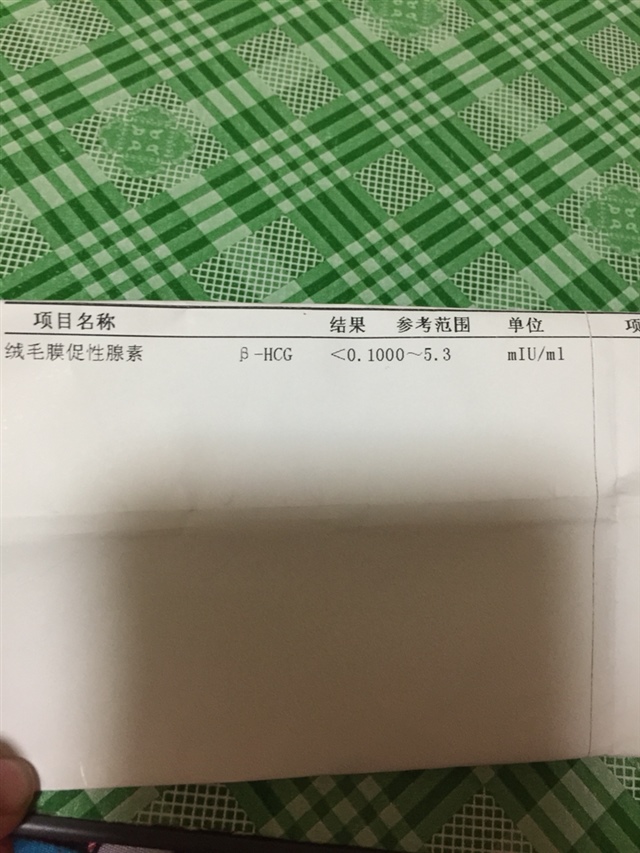 项目名称 结果 参考范围 单位 项
绒毛膜促性腺素 β-HCG <0.1000~5.3 mIU/ml